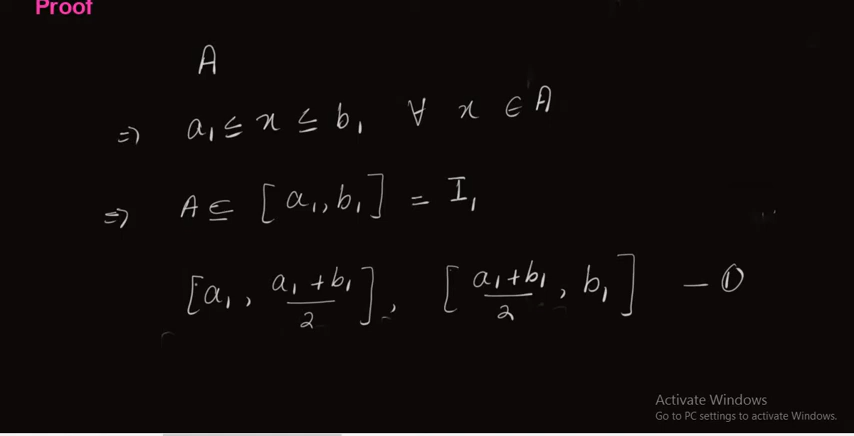 Proof
A
⇒ a₁ ≤ x ≤ b₁ ∀ x ∈ A
⇒ A ⊆ [a₁, b₁] = I₁
[a₁, (a₁ + b₁)/2], [(a₁ + b₁)/2, b₁] — ①
Activate Windows
Go to PC settings to activate Windows.